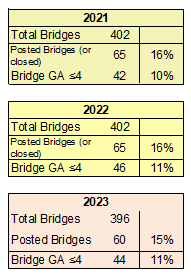 2021
Total Bridges 402
Posted Bridges (or closed) 65 16%
Bridge GA ≤4 42 10%
2022
Total Bridges 402
Posted Bridges (or closed) 65 16%
Bridge GA ≤4 46 11%
2023
Total Bridges 396
Posted Bridges 60 15%
Bridge GA ≤4 44 11%